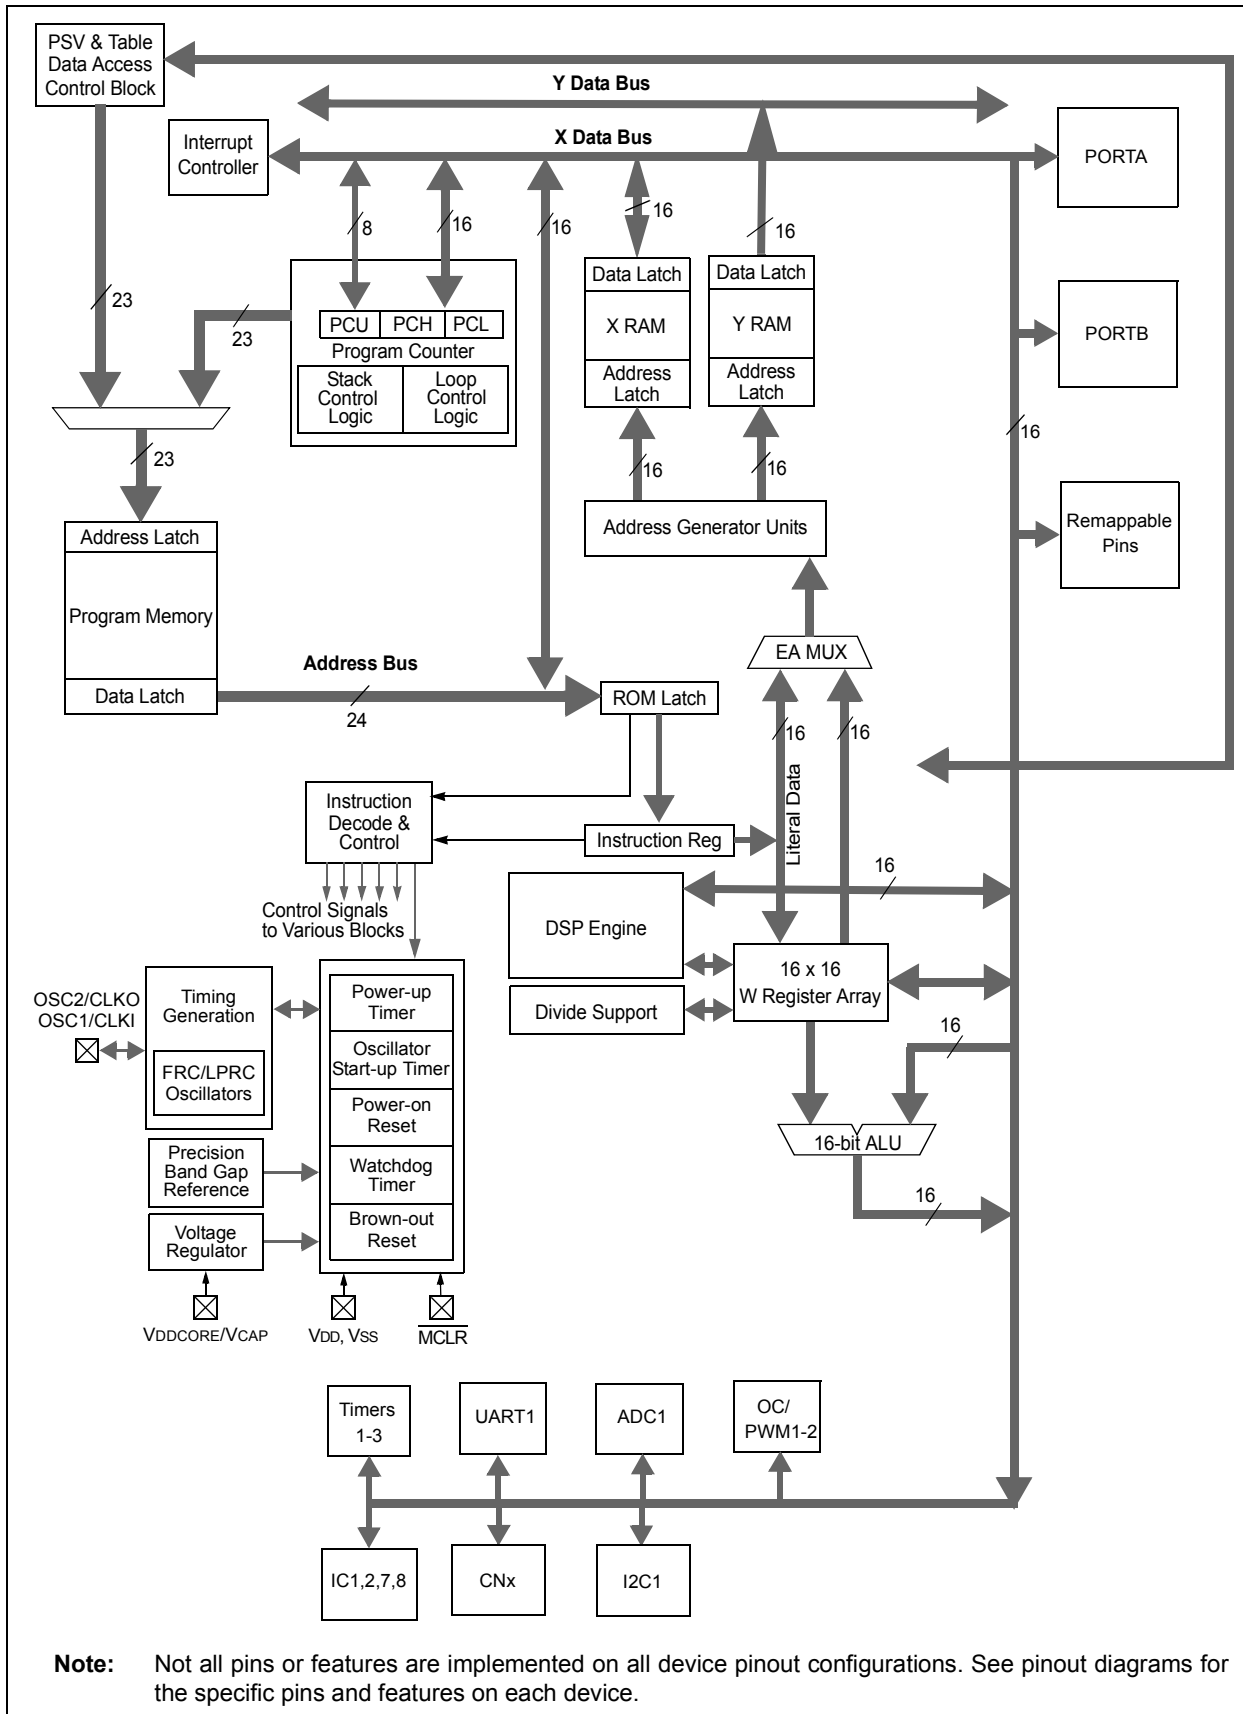 PSV & Table
Data Access
Control Block
Y Data Bus
Interrupt
Controller
X Data Bus
PORTA
8
16
16
16
16
Data Latch
Data Latch
23
23
PCU
PCH
PCL
X RAM
Y RAM
PORTB
Program Counter
Stack
Control
Logic
Loop
Control
Logic
Address
Latch
Address
Latch
16
23
16
16
Address Latch
Address Generator Units
Remappable
Pins
Program Memory
EA MUX
Address Bus
Data Latch
ROM Latch
24
16
16
Instruction
Decode &
Control
Instruction Reg
Literal Data
16
Control Signals
to Various Blocks
DSP Engine
16 x 16
W Register Array
OSC2/CLKO
OSC1/CLKI
Timing
Generation
Power-up
Timer
Divide Support
16
FRC/LPRC
Oscillators
Oscillator
Start-up Timer
Power-on
Reset
16-bit ALU
Precision
Band Gap
Reference
Watchdog
Timer
16
Voltage
Regulator
Brown-out
Reset
VDDCORE/VCAP
VDD, VSS
MCLR
Timers
1-3
UART1
ADC1
OC/
PWM1-2
IC1,2,7,8
CNx
I2C1
Note: Not all pins or features are implemented on all device pinout configurations. See pinout diagrams for
the specific pins and features on each device.